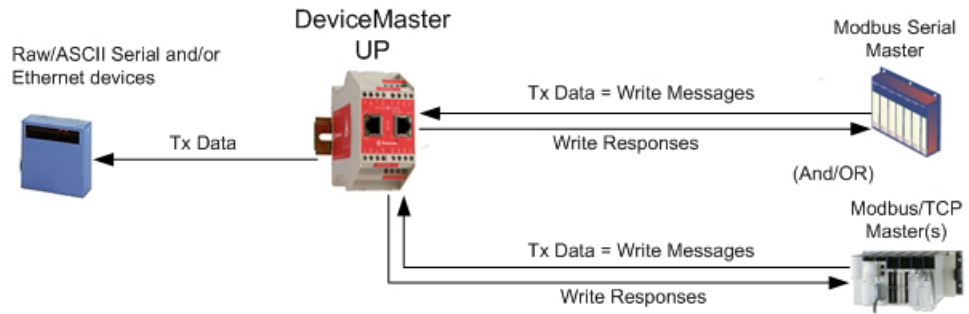 DeviceMaster
UP
Raw/ASCII Serial and/or
Ethernet devices
Tx Data
Modbus Serial
Master
Tx Data = Write Messages
Write Responses
(And/OR)
Modbus/TCP
Master(s)
Tx Data = Write Messages
Write Responses